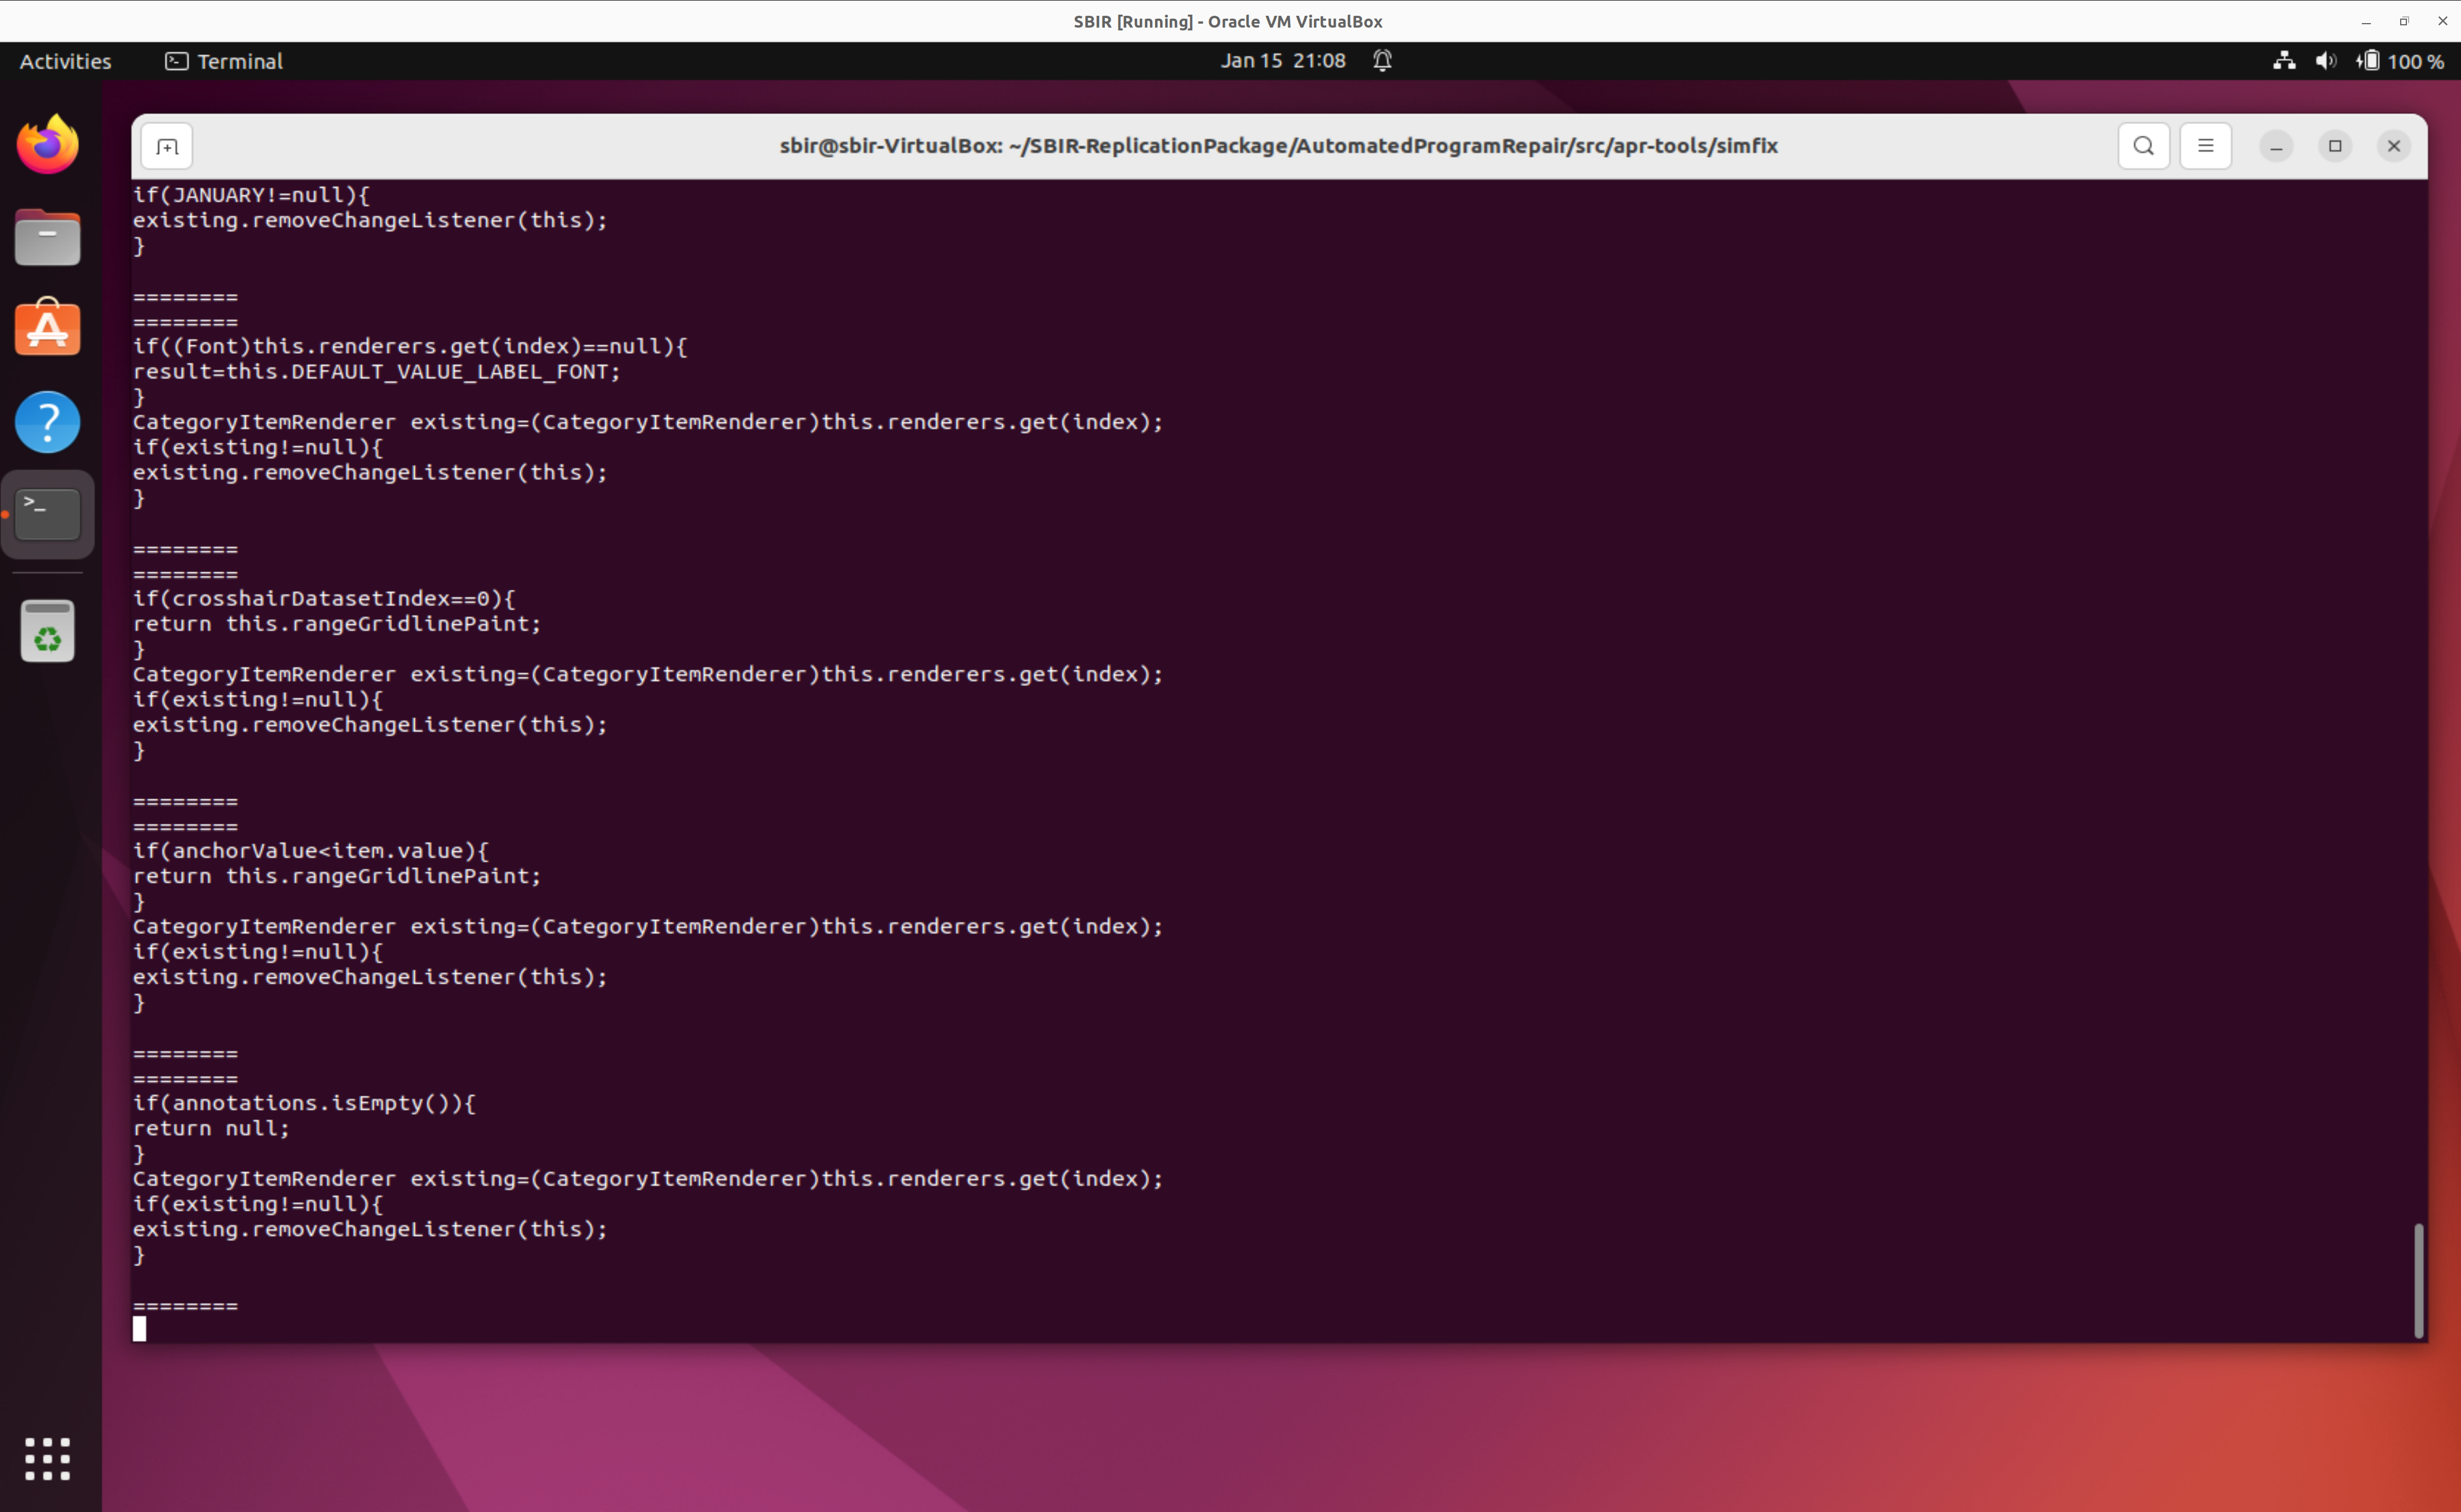 SBIR [Running] - Oracle VM VirtualBox
Activities
Terminal
Jan 15 21:08
100 %
sbir@sbir-VirtualBox: ~/SBIR-ReplicationPackage/AutomatedProgramRepair/src/apr-tools/simfix
if(JANUARY!=null){
existing.removeChangeListener(this);
}
========
========
if((Font)this.renderers.get(index)==null){
result=this.DEFAULT_VALUE_LABEL_FONT;
}
CategoryItemRenderer existing=(CategoryItemRenderer)this.renderers.get(index);
if(existing!=null){
existing.removeChangeListener(this);
}
========
========
if(crosshairDatasetIndex==0){
return this.rangeGridlinePaint;
}
CategoryItemRenderer existing=(CategoryItemRenderer)this.renderers.get(index);
if(existing!=null){
existing.removeChangeListener(this);
}
========
========
if(anchorValue<item.value){
return this.rangeGridlinePaint;
}
CategoryItemRenderer existing=(CategoryItemRenderer)this.renderers.get(index);
if(existing!=null){
existing.removeChangeListener(this);
}
========
========
if(annotations.isEmpty()){
return null;
}
CategoryItemRenderer existing=(CategoryItemRenderer)this.renderers.get(index);
if(existing!=null){
existing.removeChangeListener(this);
}
========